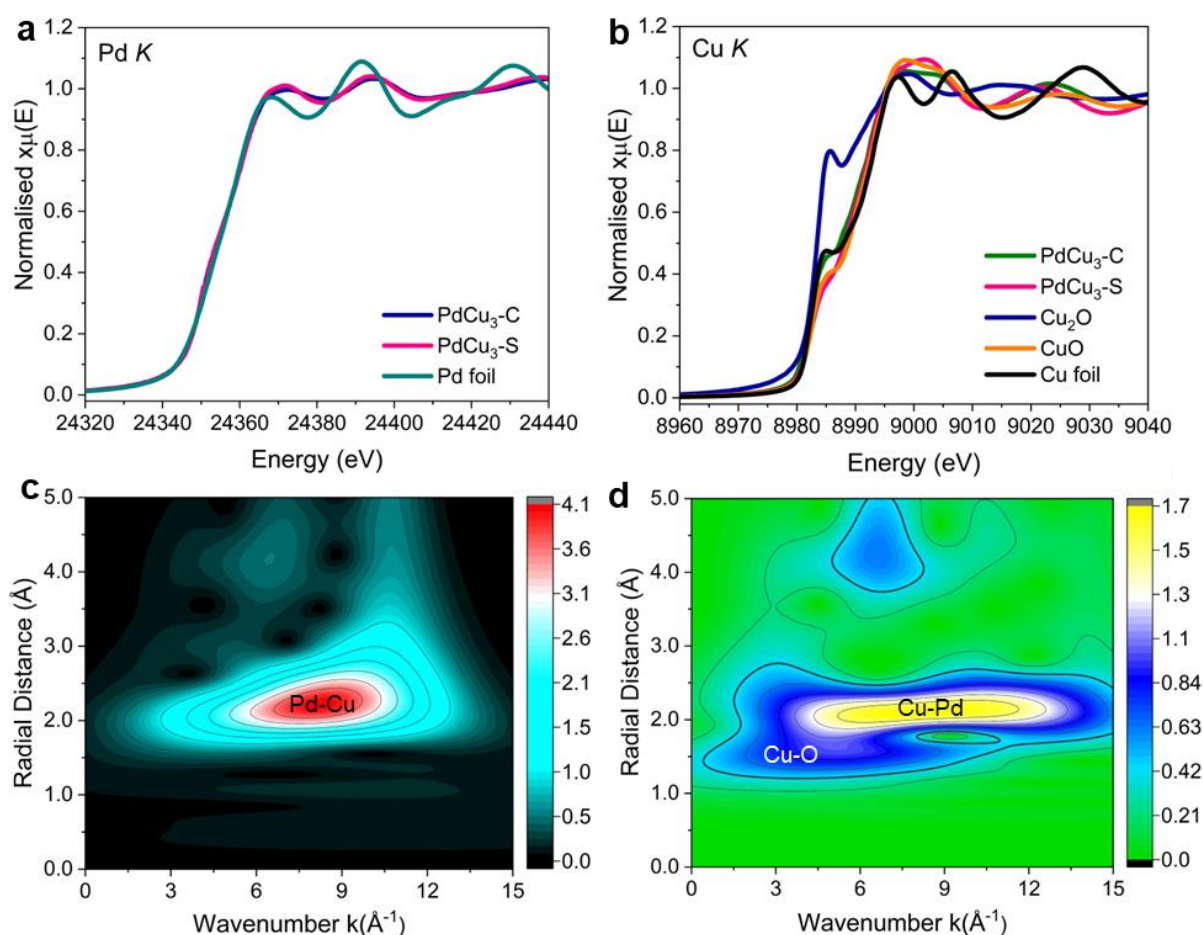 a
Pd K
Normalised xμ(E)
1.2
1.0
0.8
0.6
0.4
0.2
0.0
PdCu₃-C
PdCu₃-S
Pd foil
24320 24340 24360 24380 24400 24420 24440
Energy (eV)
b
Cu K
Normalised xμ(E)
1.2
1.0
0.8
0.6
0.4
0.2
0.0
PdCu₃-C
PdCu₃-S
Cu₂O
CuO
Cu foil
8960 8970 8980 8990 9000 9010 9020 9030 9040
Energy (eV)
c
Radial Distance (Å)
5.0
4.0
3.0
2.0
1.0
0.0
Pd-Cu
0 3 6 9 12 15
Wavenumber k(Å⁻¹)
4.1
3.6
3.1
2.6
2.1
1.5
1.0
0.5
0.0
d
Radial Distance (Å)
5.0
4.0
3.0
2.0
1.0
0.0
Cu-Pd
Cu-O
0 3 6 9 12 15
Wavenumber k(Å⁻¹)
1.7
1.5
1.3
1.1
0.84
0.63
0.42
0.21
0.0